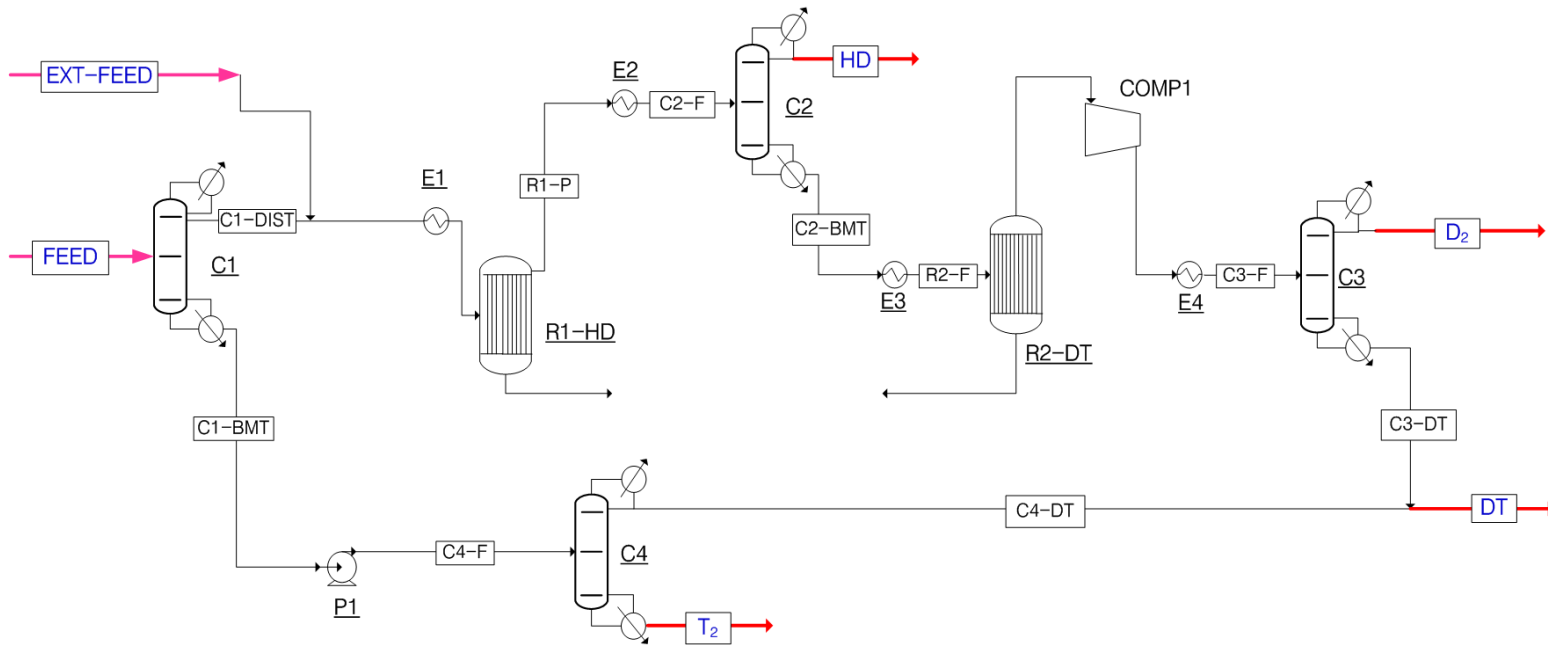 EXT-FEED
E2
C2-F
HD
C2
COMP1
E1
R1-P
C1-DIST
C2-BMT
D₂
FEED
C1
R2-F
E3
C3-F
E4
C3
R1-HD
R2-DT
C1-BMT
C3-DT
C4-DT
DT
C4-F
C4
P1
T₂